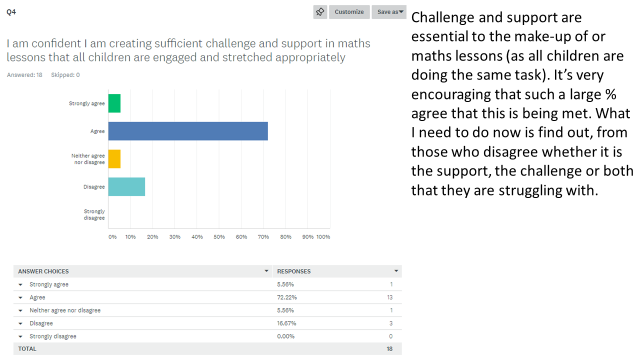 Q4
Customize
Save as
I am confident I am creating sufficient challenge and support in maths
lessons that all children are engaged and stretched appropriately
Answered: 18 Skipped: 0
Strongly agree
Agree
Neither agree
nor disagree
Disagree
Strongly
disagree
0% 10% 20% 30% 40% 50% 60% 70% 80% 90% 100%
ANSWER CHOICES RESPONSES
Strongly agree 5.56% 1
Agree 72.22% 13
Neither agree nor disagree 5.56% 1
Disagree 16.67% 3
Strongly disagree 0.00% 0
TOTAL 18
Challenge and support are
essential to the make-up of or
maths lessons (as all children are
doing the same task). It’s very
encouraging that such a large %
agree that this is being met. What
I need to do now is find out, from
those who disagree whether it is
the support, the challenge or both
that they are struggling with.